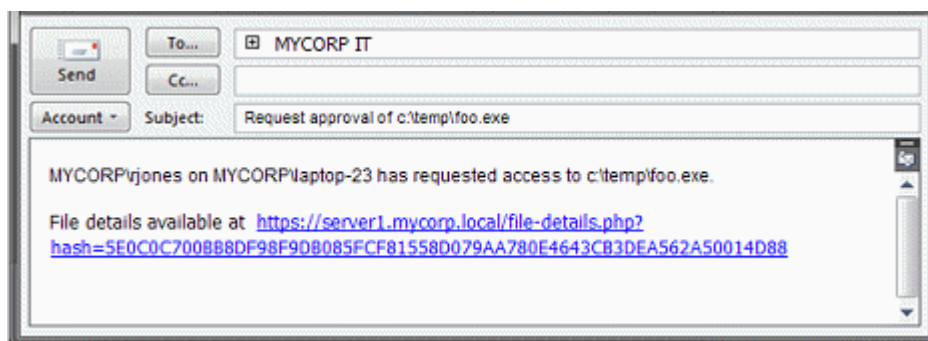 To...
MYCORP IT
Send
Cc...
Account
Subject:
Request approval of c:\temp\foo.exe
MYCORP\rjones on MYCORP\laptop-23 has requested access to c:\temp\foo.exe.
File details available at https://server1.mycorp.local/file-details.php?
hash=5E0C0C700BB8DF98F9DB085FCF81558D079AA780E4643CB3DEA562A50014D88